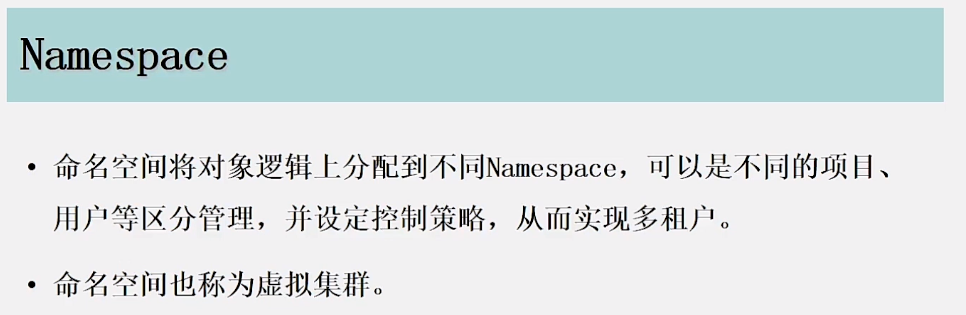 Namespace
• 命名空间将对象逻辑上分配到不同Namespace，可以是不同的项目、
用户等区分管理，并设定控制策略，从而实现多租户。
• 命名空间也称为虚拟集群。